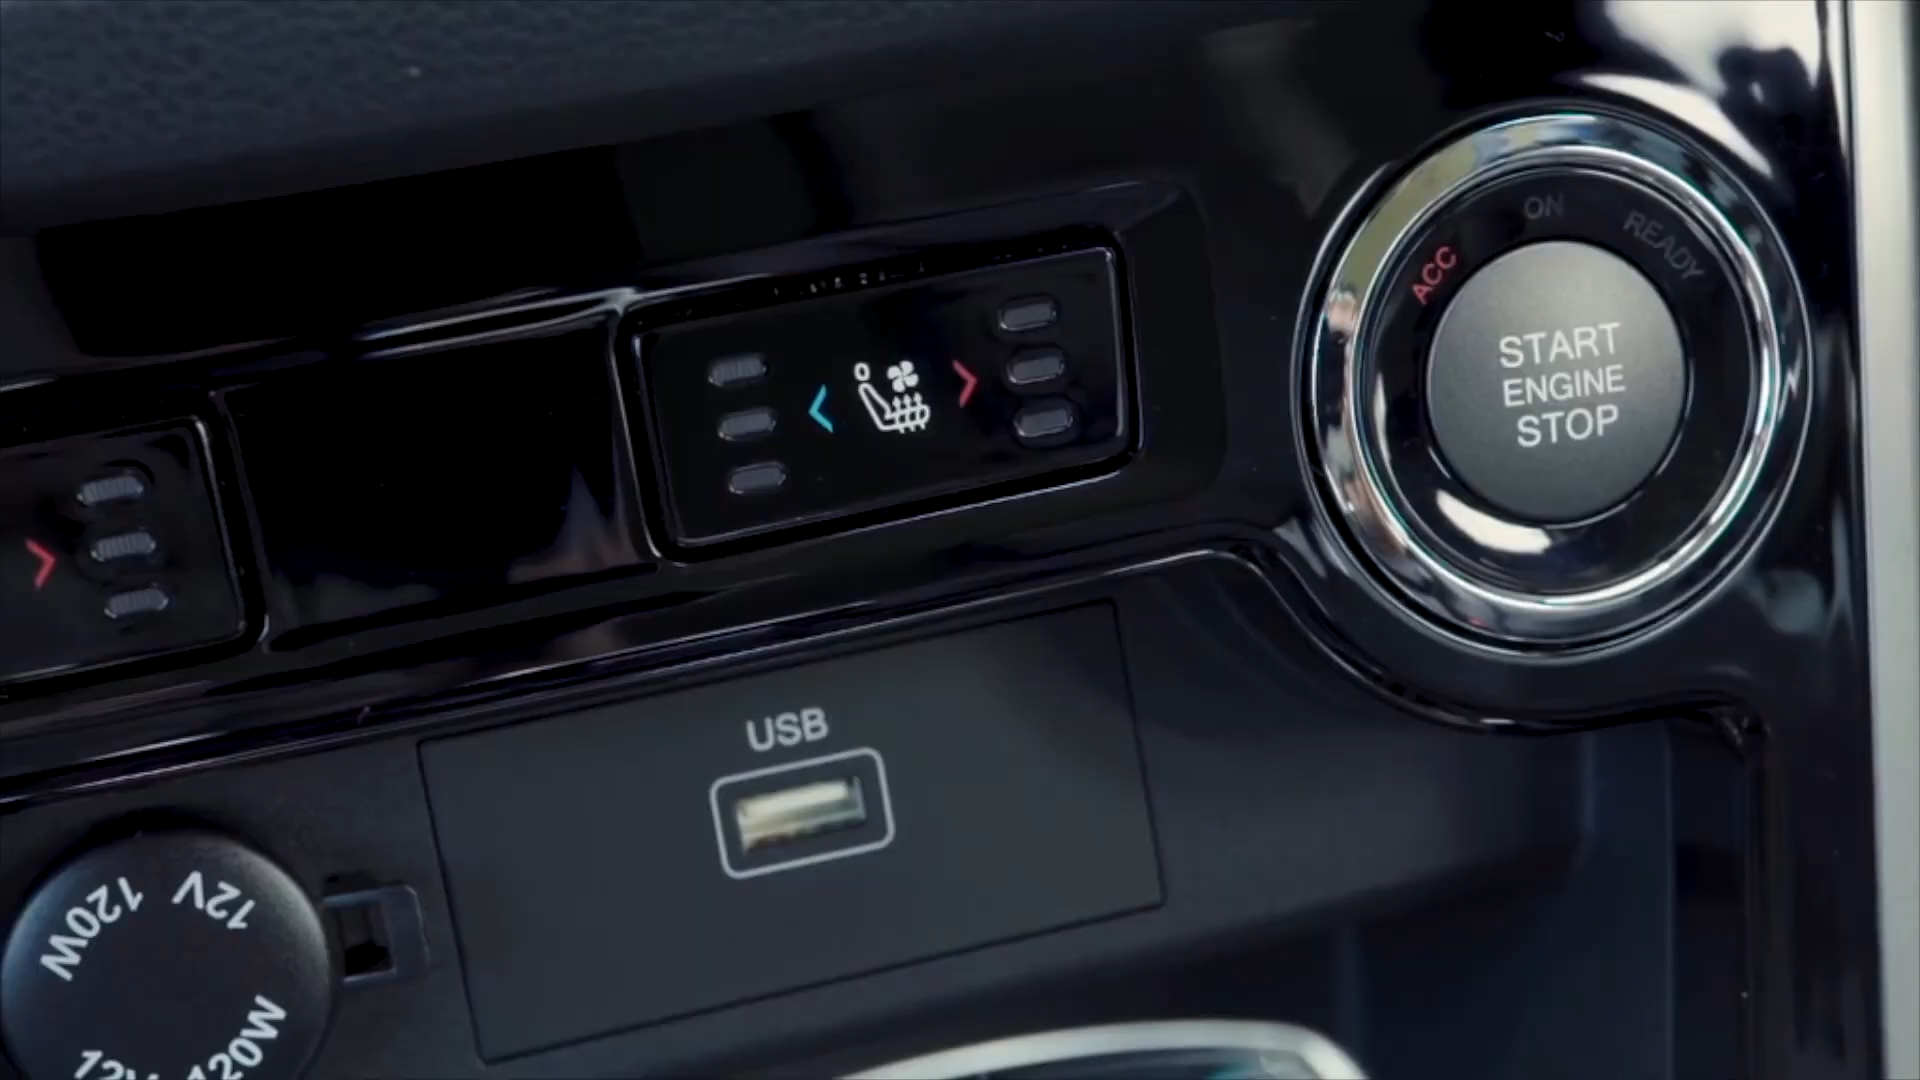 ON
READY
ACC
START
ENGINE
STOP
USB
120W
12V
120W
12V